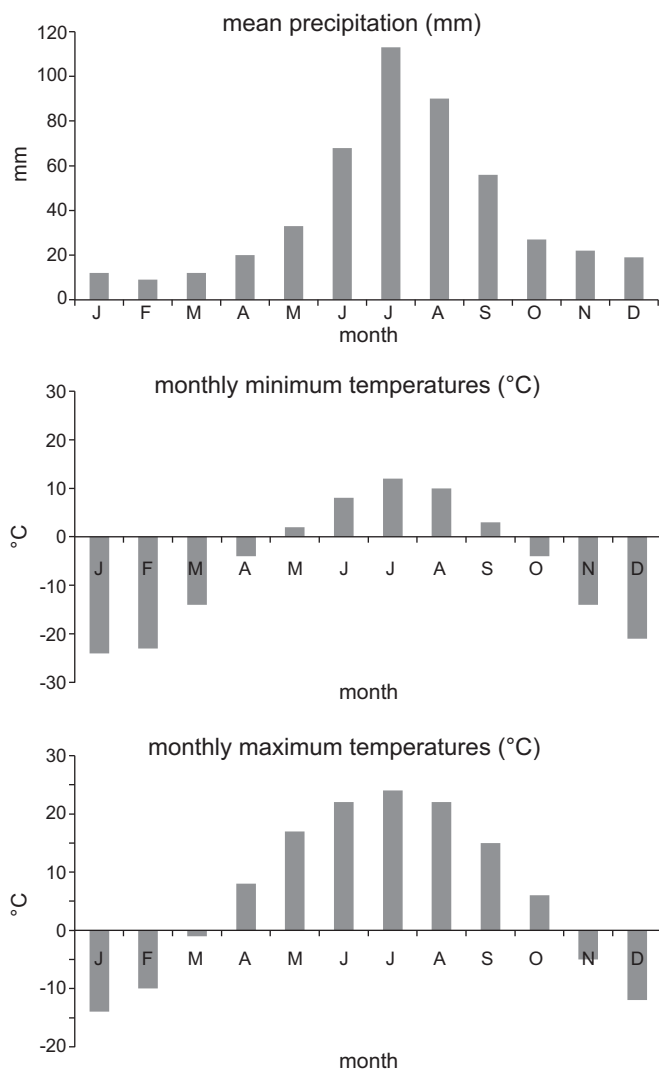 mean precipitation (mm)
120
100
80
60
40
20
0
mm
J F M A M J J A S O N D
month
monthly minimum temperatures (°C)
30
20
10
0
-10
-20
-30
°C
J F M A M J J A S O N D
month
monthly maximum temperatures (°C)
30
20
10
0
-10
-20
°C
J F M A M J J A S O N D
month